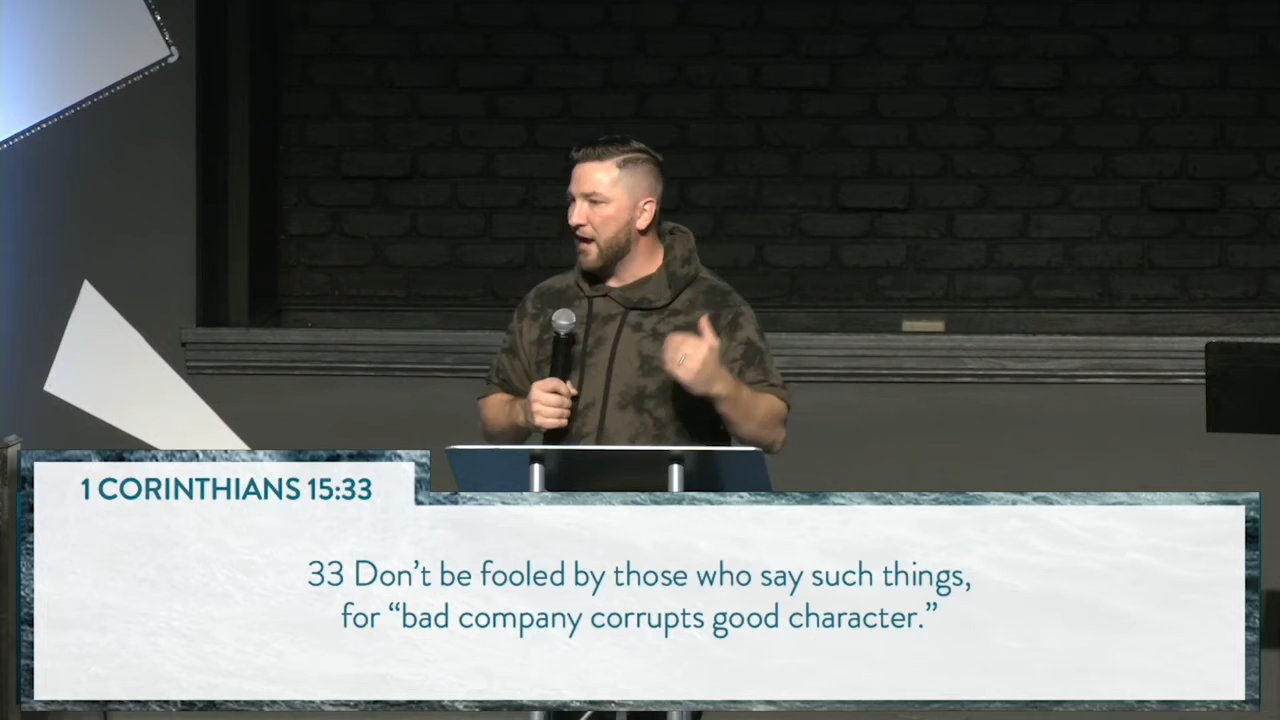 1 CORINTHIANS 15:33
33 Don’t be fooled by those who say such things,
for “bad company corrupts good character.”